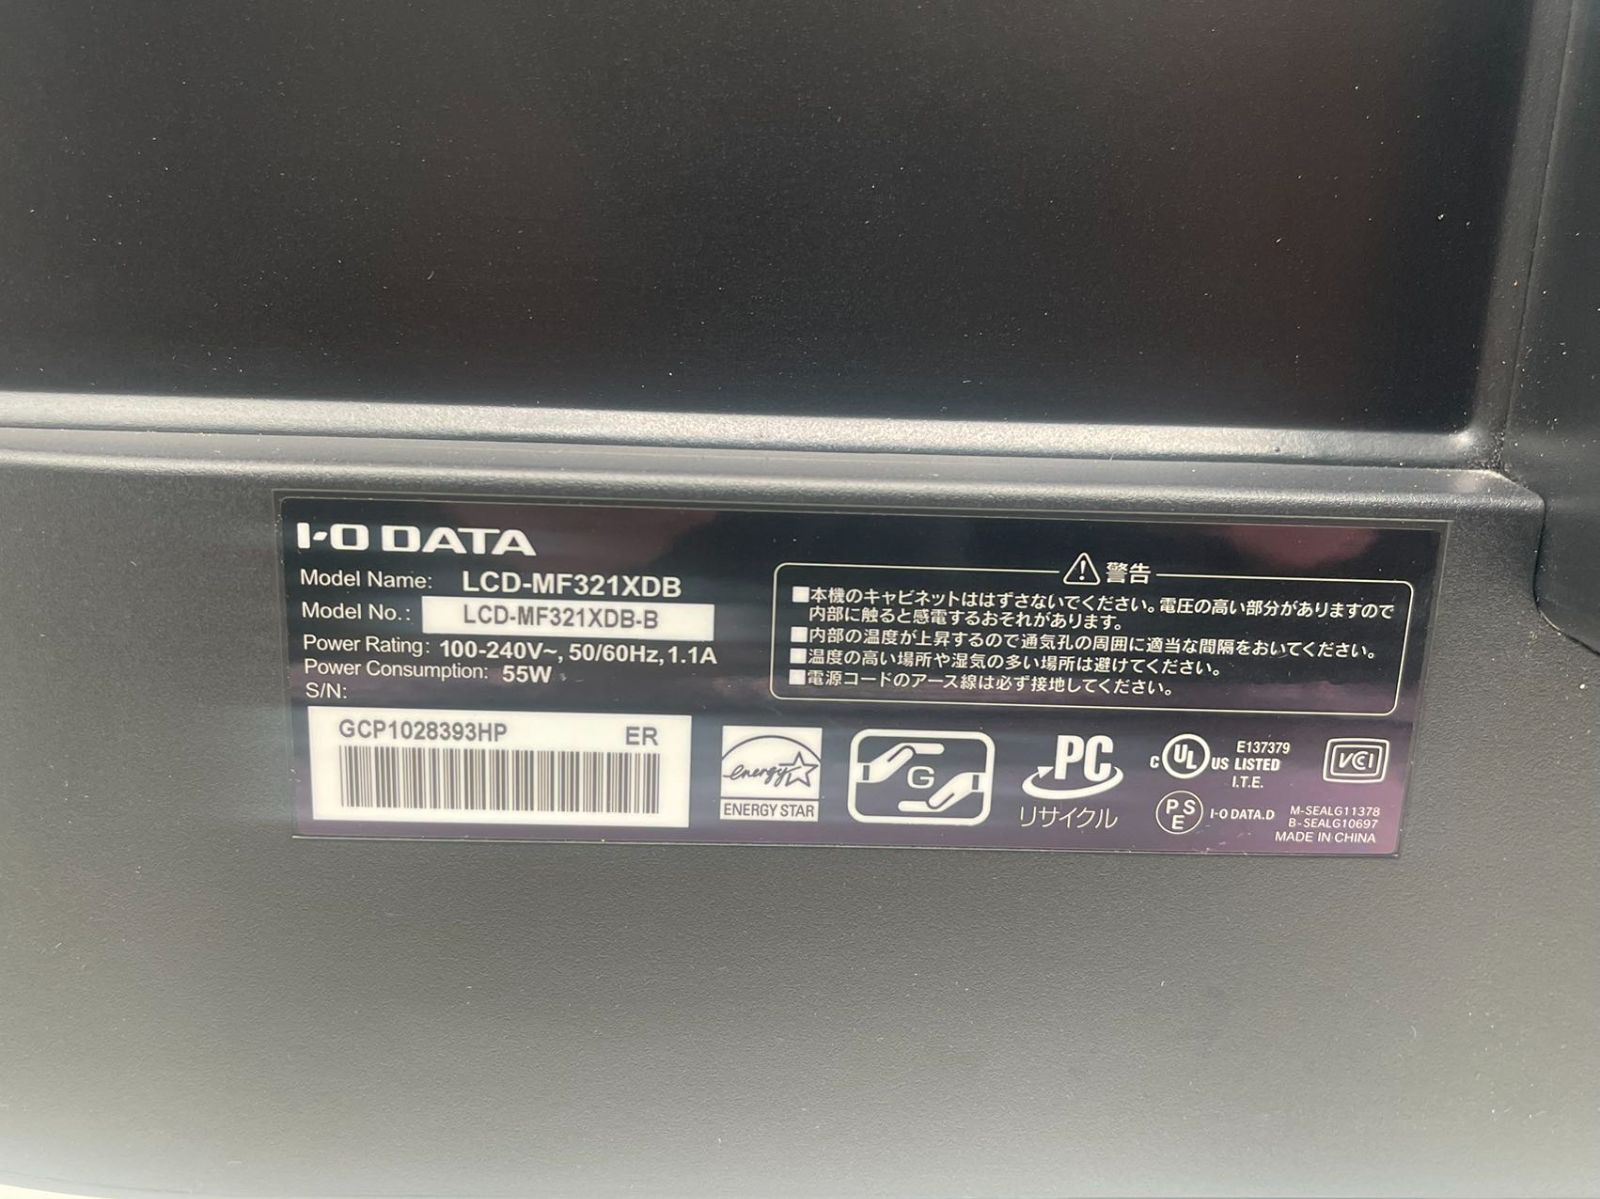 I-O DATA
Model Name: LCD-MF321XDB
Model No.: LCD-MF321XDB-B
Power Rating: 100-240V~, 50/60Hz, 1.1A
Power Consumption: 55W
S/N:
GCP1028393HP ER
警告
■本機のキャビネットははずさないでください。電圧の高い部分がありますので
内部に触ると感電するおそれがあります。
■内部の温度が上昇するので通気孔の周囲に適当な間隔をおいてください。
■温度の高い場所や湿気の多い場所は避けてください。
■電源コードのアース線は必ず接地してください。
energy
ENERGY STAR
G
PC
リサイクル
C UL US LISTED
E137379
I.T.E.
VCI
PSE
I-O DATA.D
M-SEALG11378
B-SEALG10697
MADE IN CHINA